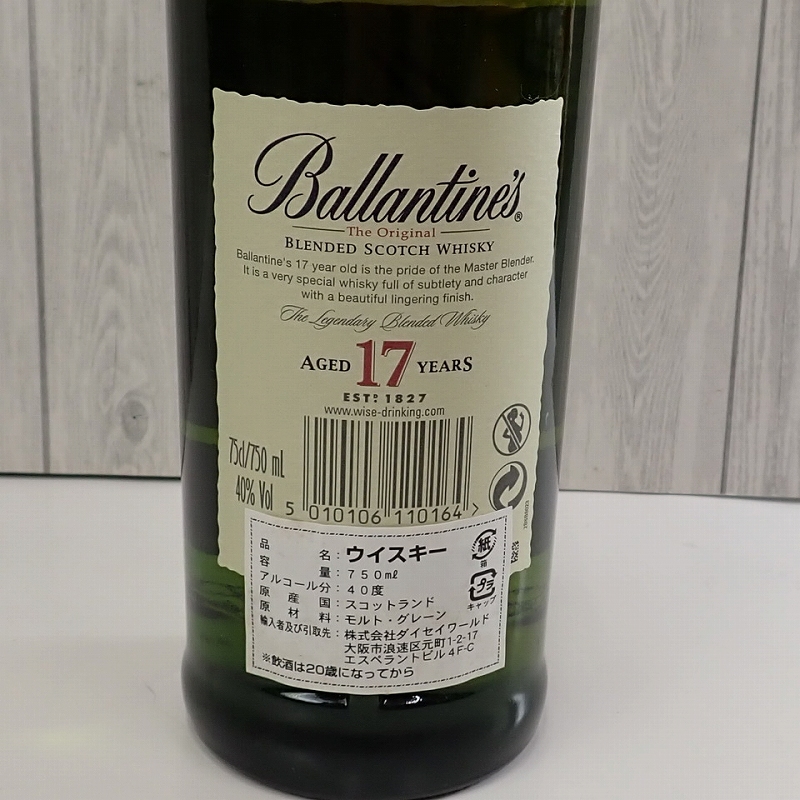 Ballantine's®
The Original
BLENDED SCOTCH WHISKY
Ballantine's 17 year old is the pride of the Master Blender.
It is a very special whisky full of subtlety and character
with a beautiful lingering finish.
The Legendary Blended Whisky
AGED 17 YEARS
ESTD. 1827
www.wise-drinking.com
75cl/750 mL
40% Vol
5 010106 110164 >
品名:ウイスキー
容量:750㎖
アルコール分:40度
原産国:スコットランド
原材料:モルト・グレーン
輸入者及び引取先:株式会社ダイセイワールド
大阪市浪速区元町1-2-17
エスペラントビル4F-C
※飲酒は20歳になってから
紙
箱
プラ
キャップ